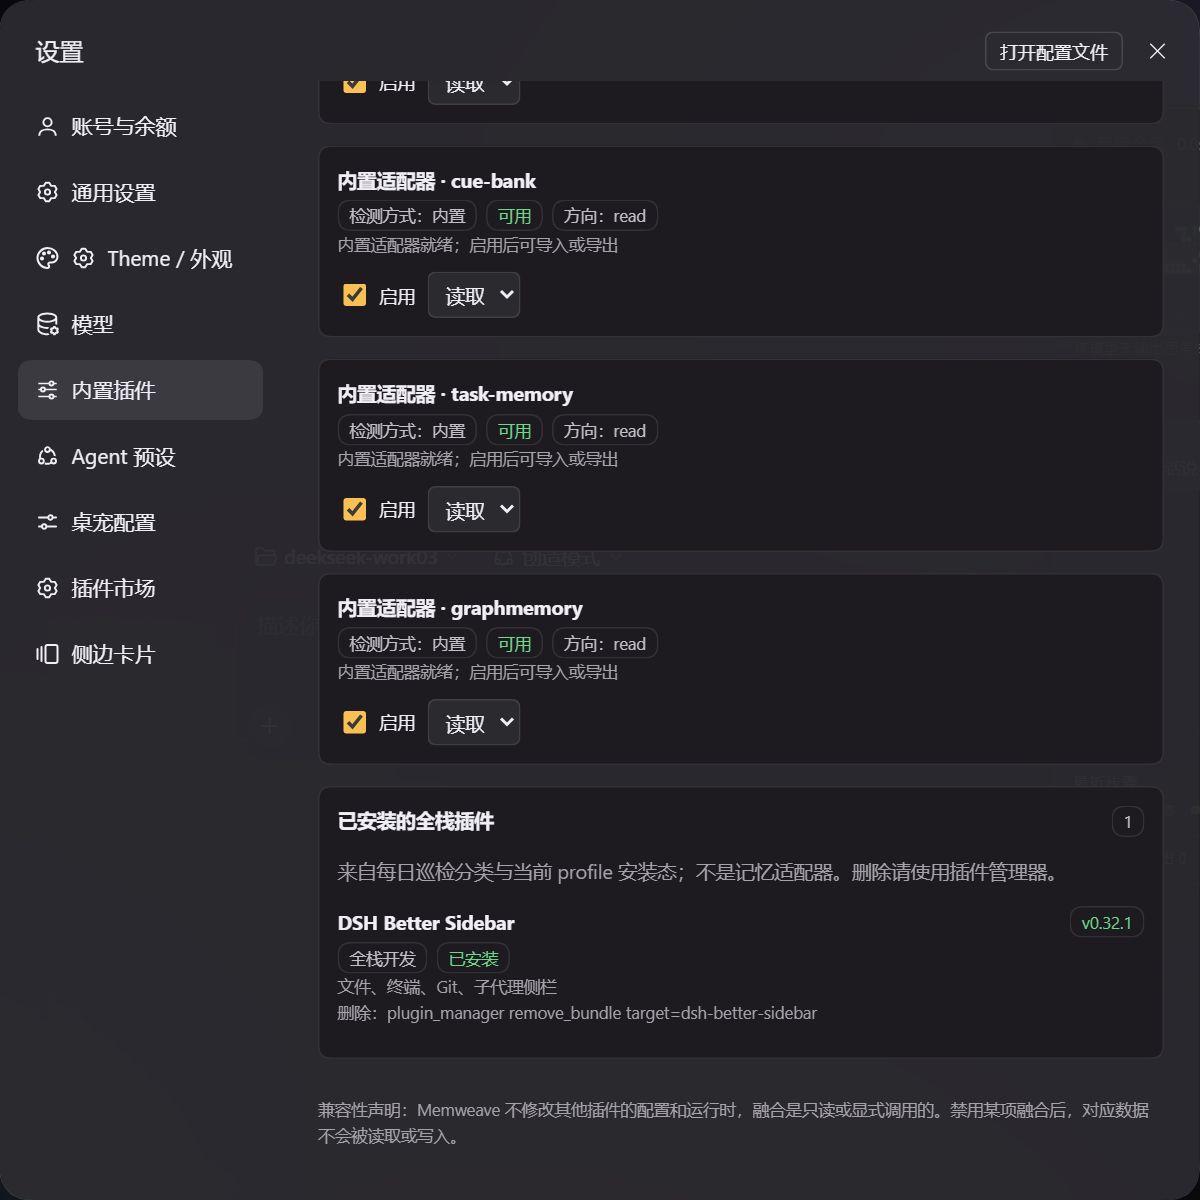 设置
打开配置文件
账号与余额
通用设置
Theme / 外观
模型
内置插件
Agent 预设
桌宠配置
插件市场
侧边卡片
启用 读取
内置适配器 · cue-bank
检测方式：内置 可用 方向：read
内置适配器就绪；启用后可导入或导出
启用 读取
内置适配器 · task-memory
检测方式：内置 可用 方向：read
内置适配器就绪；启用后可导入或导出
启用 读取
deekseek-work03 创造模式
内置适配器 · graphmemory
检测方式：内置 可用 方向：read
内置适配器就绪；启用后可导入或导出
启用 读取
已安装的全栈插件 1
来自每日巡检分类与当前 profile 安装态；不是记忆适配器。删除请使用插件管理器。
DSH Better Sidebar v0.32.1
全栈开发 已安装
文件、终端、Git、子代理侧栏
删除：plugin_manager remove_bundle target=dsh-better-sidebar
兼容性声明：Memweave 不修改其他插件的配置和运行时，融合是只读或显式调用的。禁用某项融合后，对应数据
不会被读取或写入。